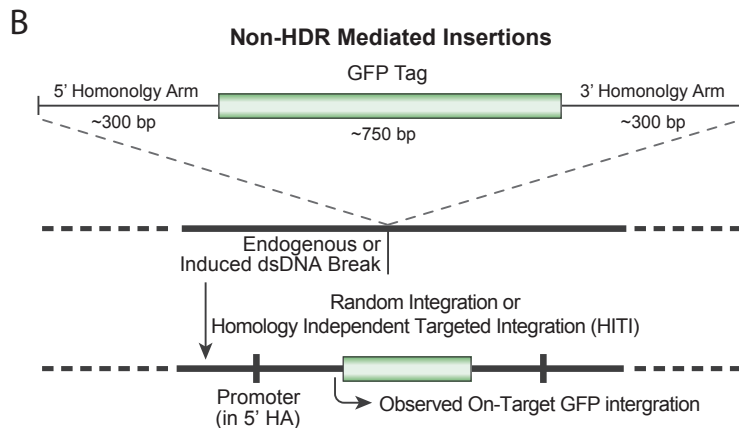 B
Non-HDR Mediated Insertions
GFP Tag
5' Homonolgy Arm
3' Homonolgy Arm
~300 bp
~750 bp
~300 bp
Endogenous or
Induced dsDNA Break
Random Integration or
Homology Independent Targeted Integration (HITI)
Promoter
(in 5' HA)
Observed On-Target GFP intergration